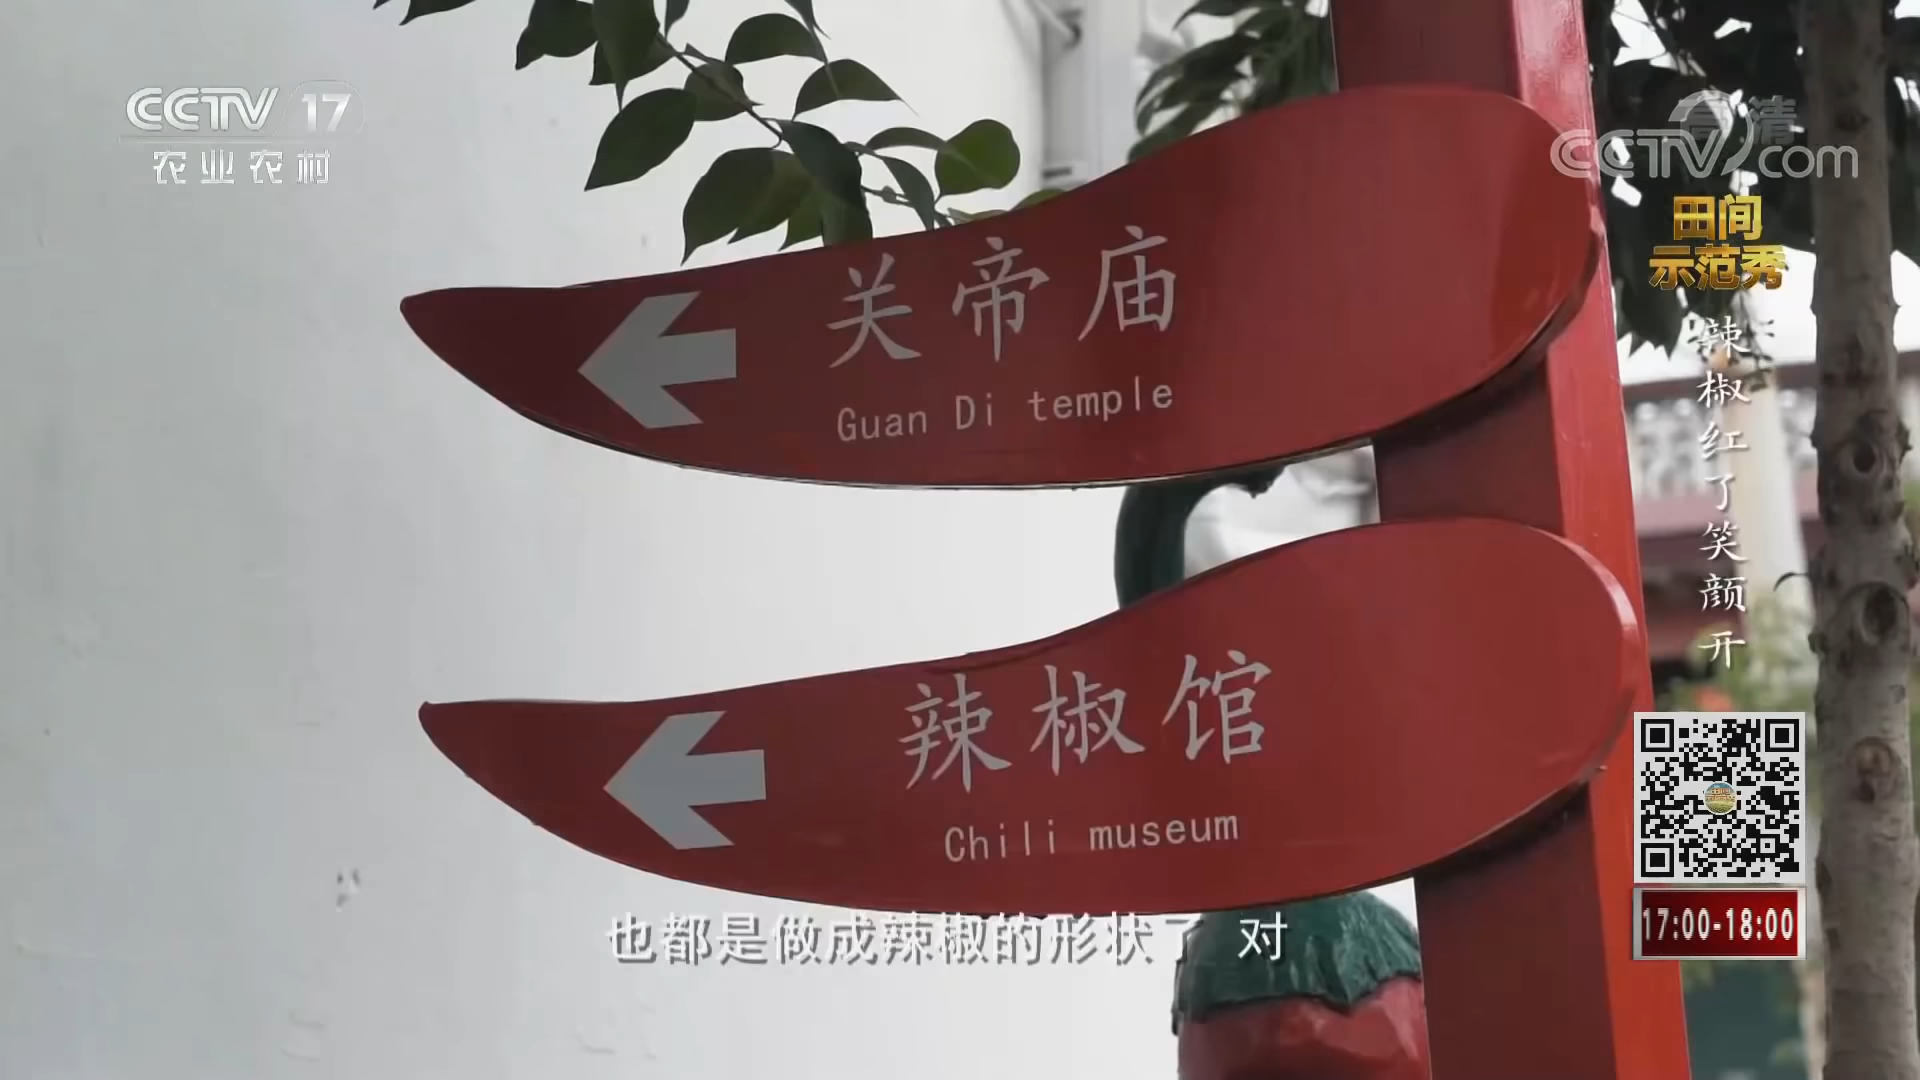 CCTV 17
农业农村
高清
CCTV.com
田间
示范秀
辣椒红了笑颜开
关帝庙
Guan Di temple
辣椒馆
Chili museum
也都是做成辣椒的形状了 对
17:00-18:00